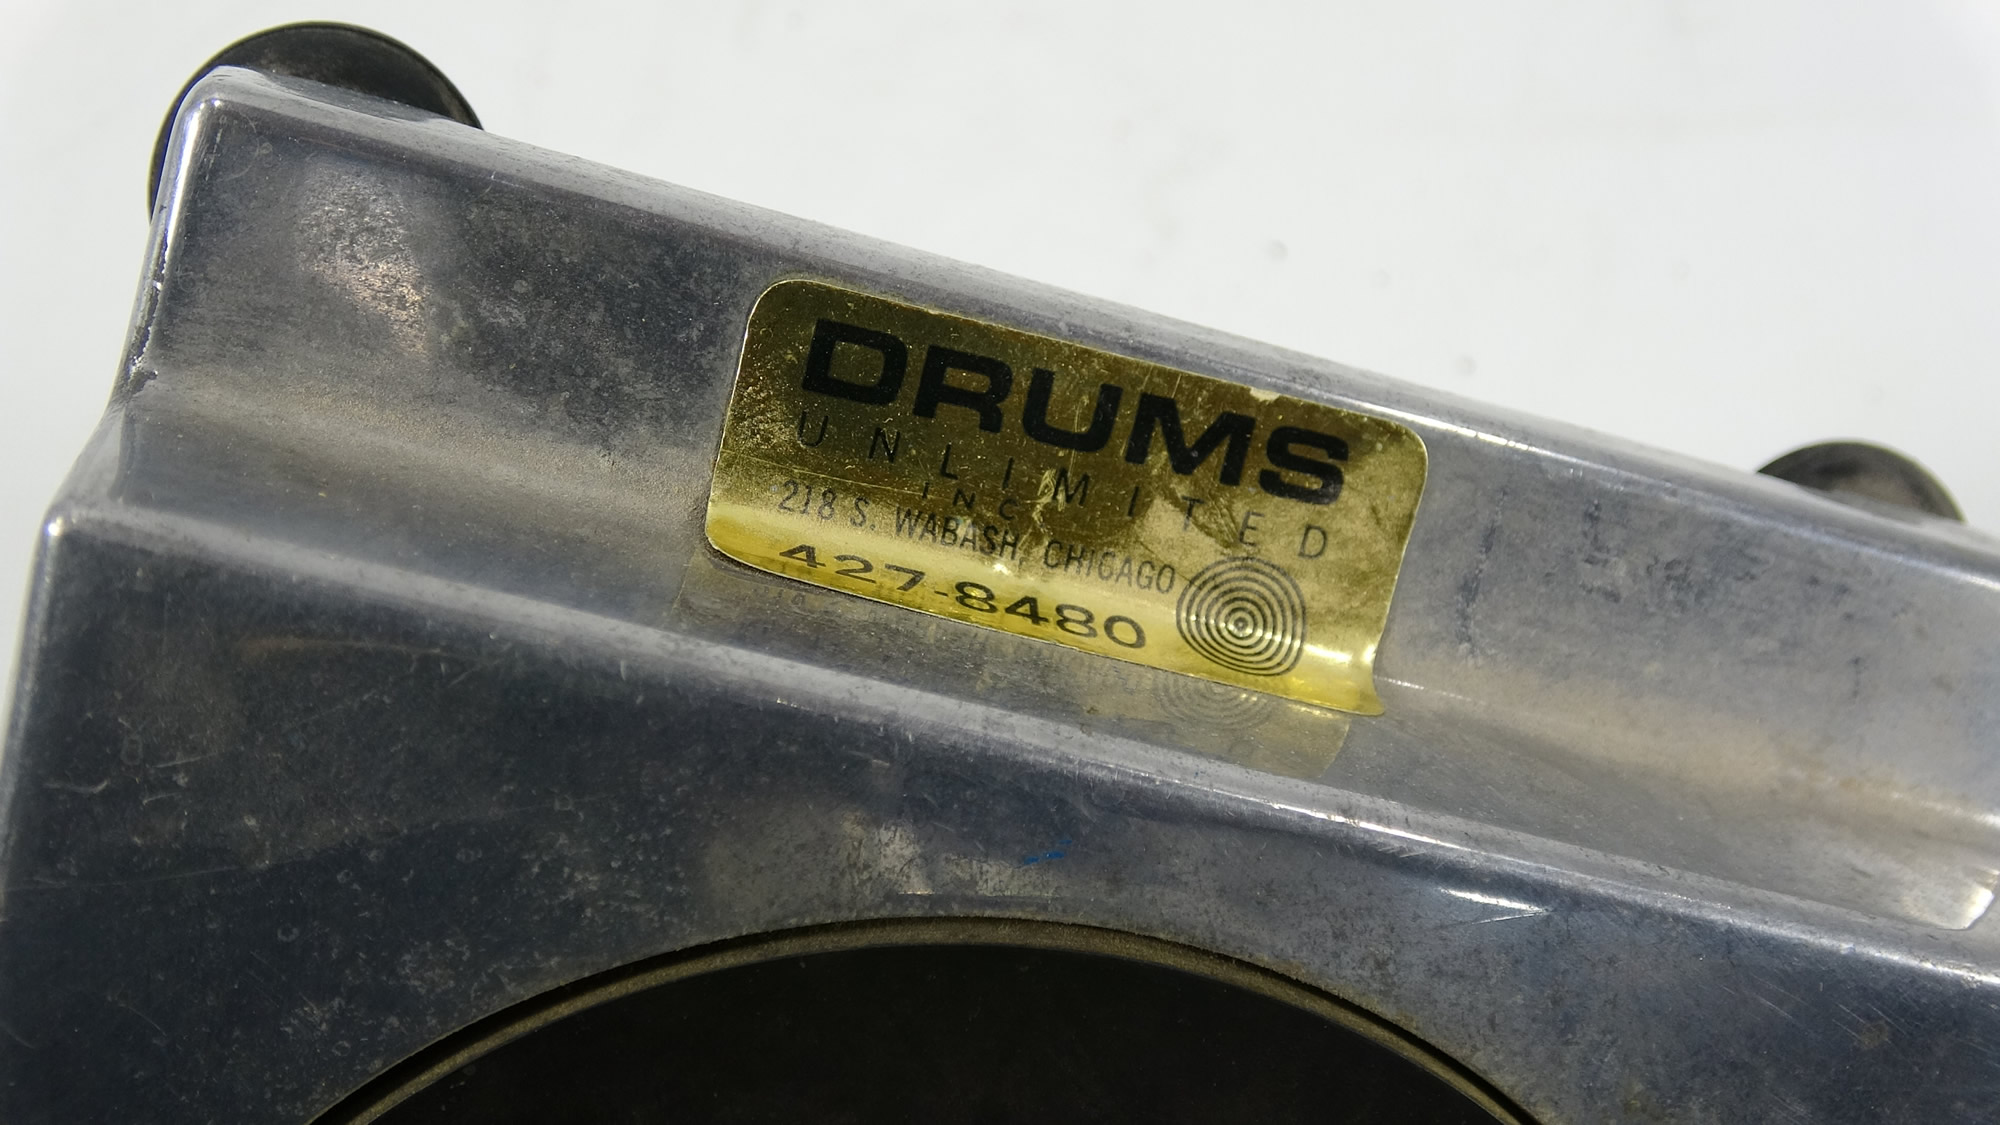 DRUMS
UNLIMITED
INC
218 S. WABASH, CHICAGO
427-8480